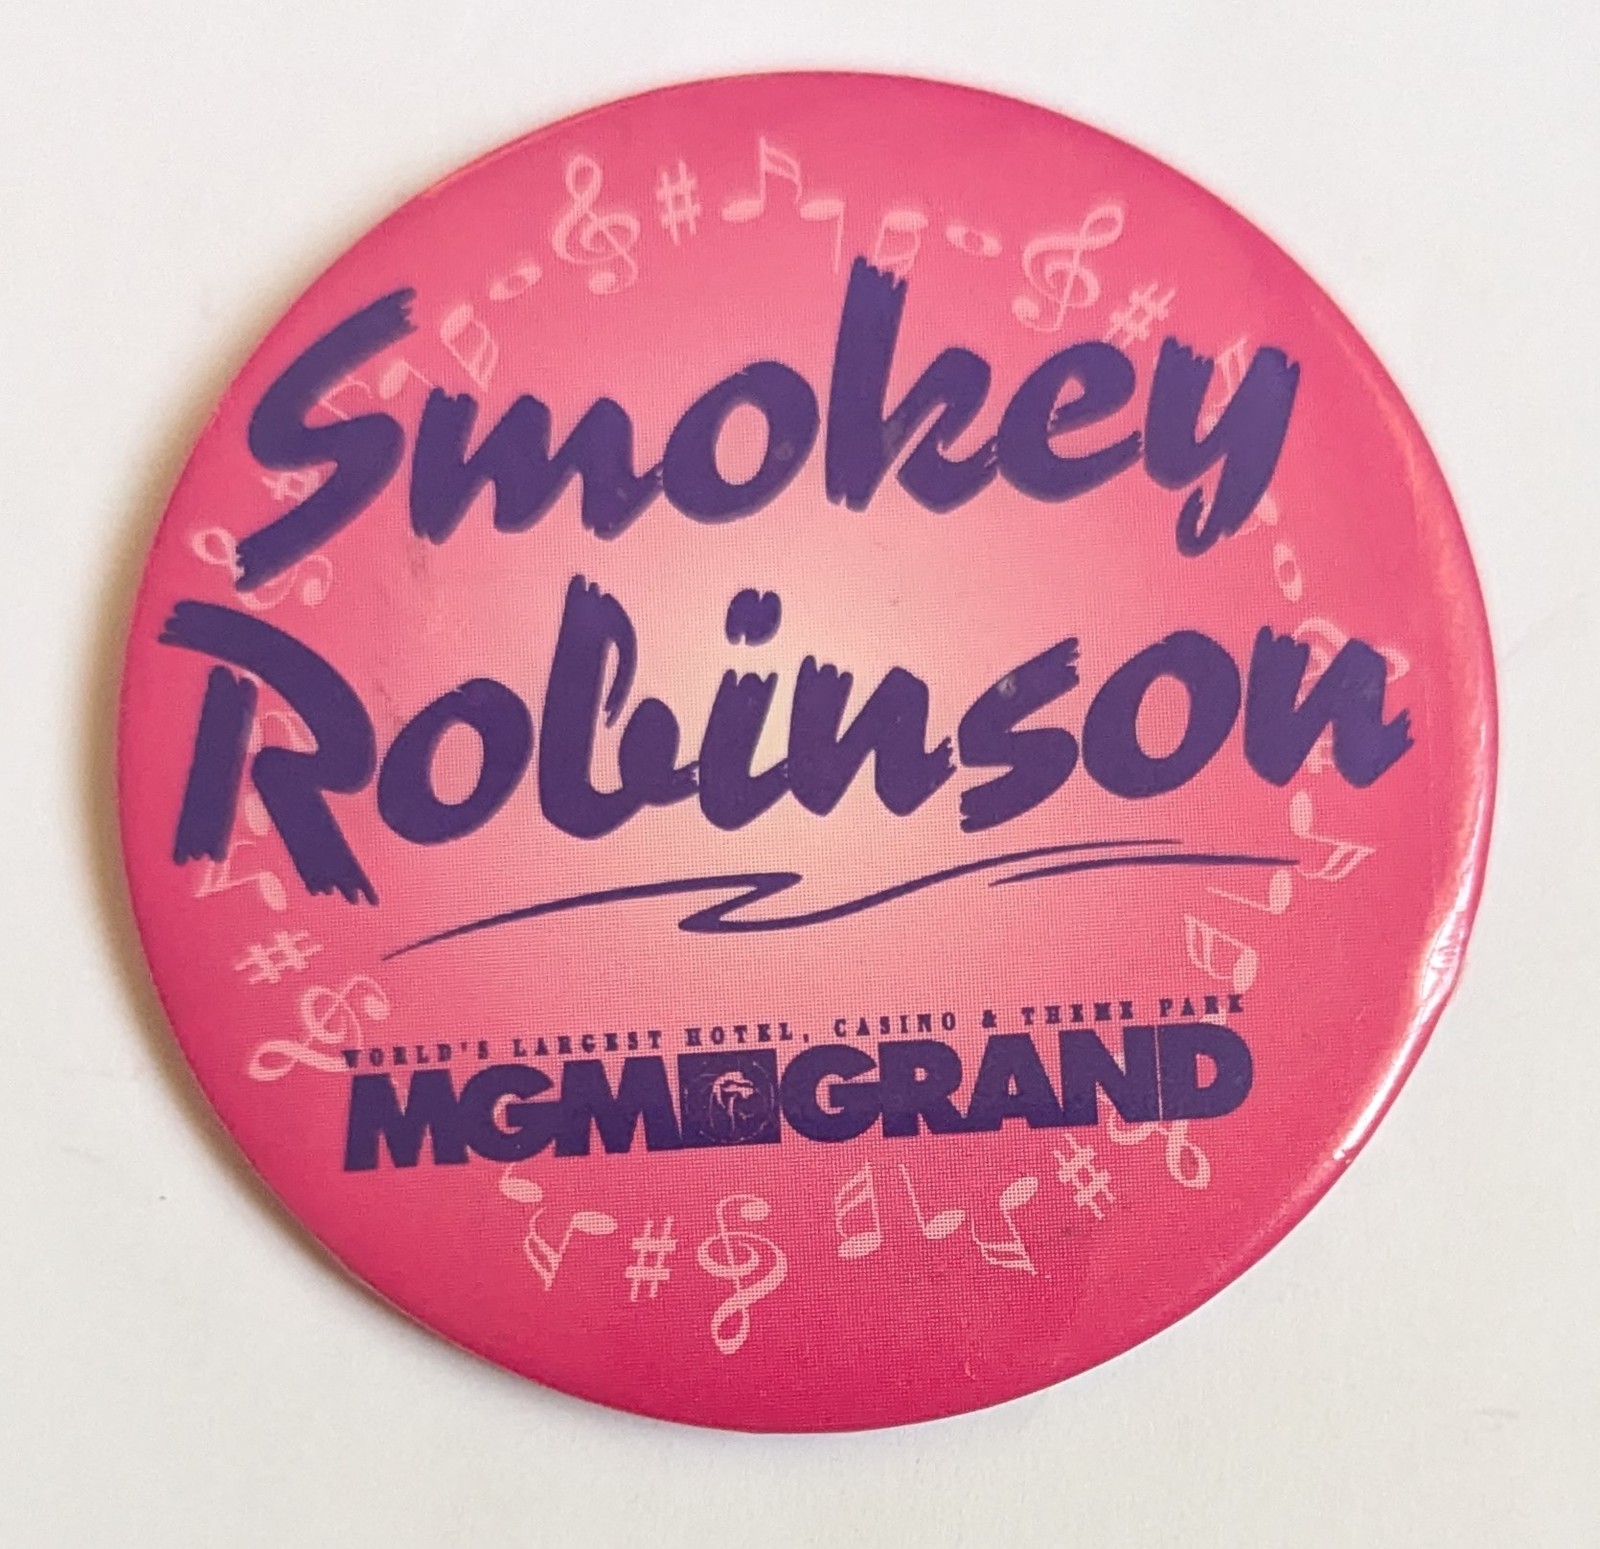 Smokey
Robinson
WORLD'S LARGEST HOTEL, CASINO & THEME PARK
MGM GRAND